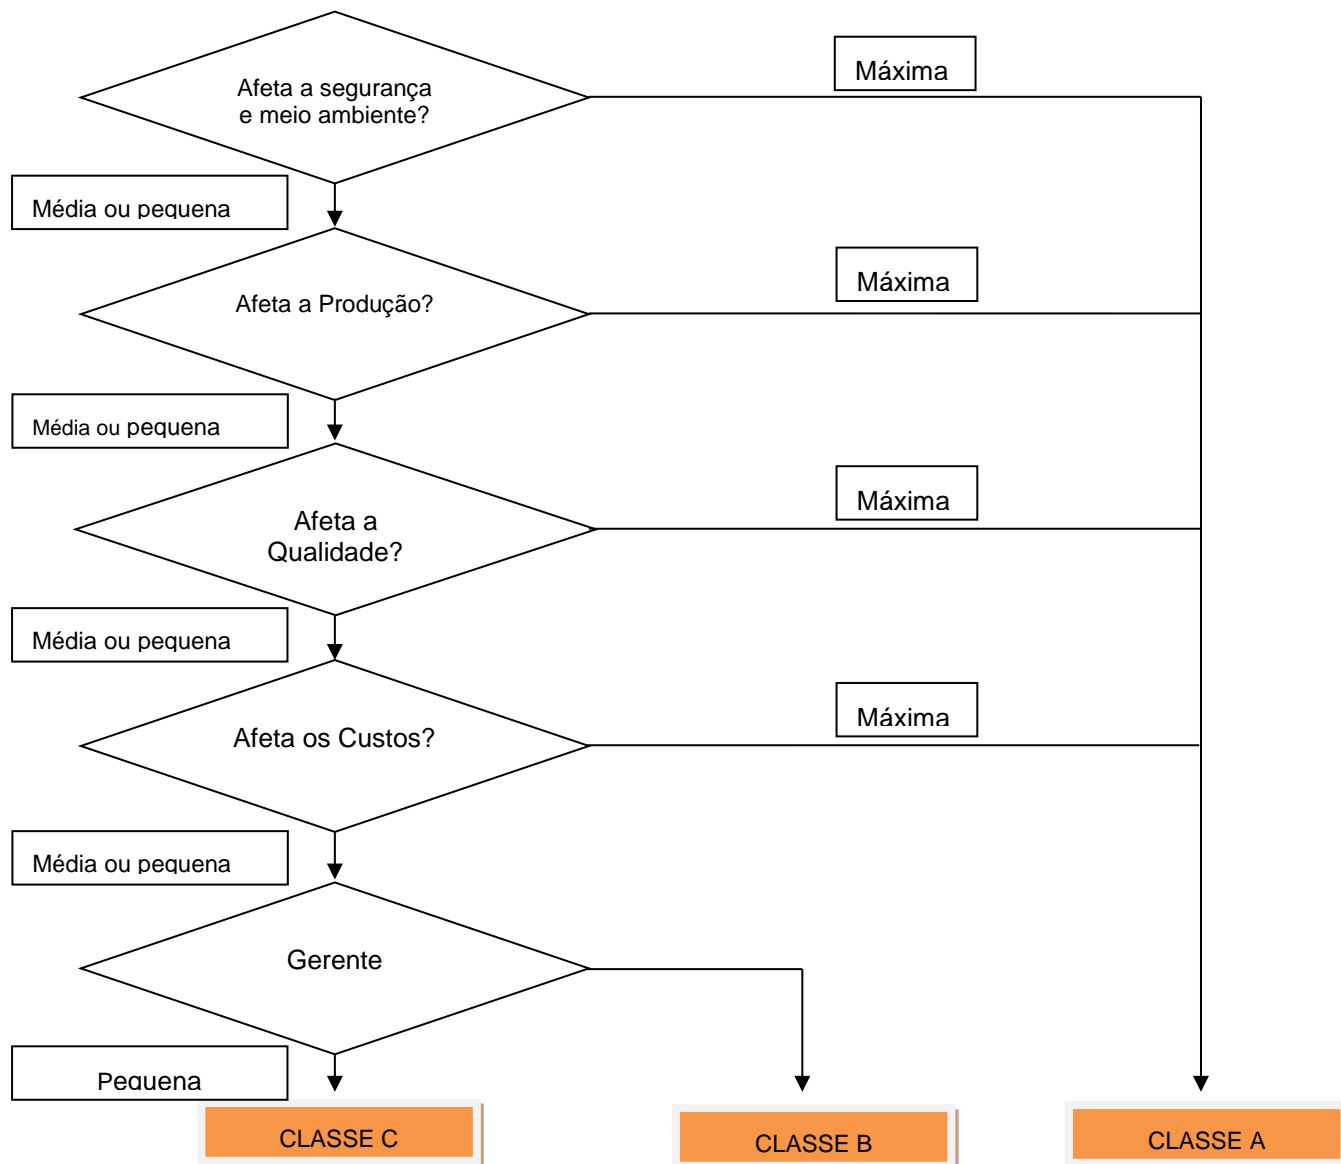 Afeta a segurança
e meio ambiente?
Máxima
Média ou pequena
Afeta a Produção?
Máxima
Média ou pequena
Afeta a
Qualidade?
Máxima
Média ou pequena
Afeta os Custos?
Máxima
Média ou pequena
Gerente
Pequena
CLASSE C
CLASSE B
CLASSE A